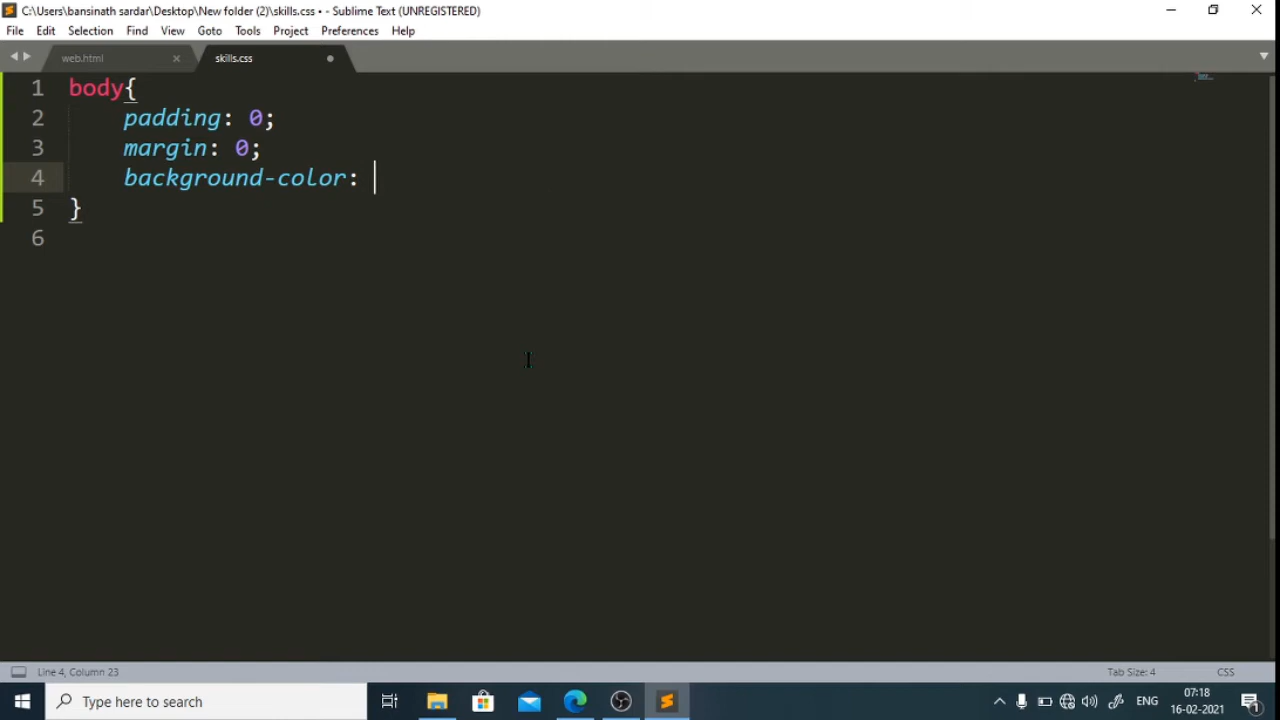 C:\Users\bansinath sardar\Desktop\New folder (2)\skills.css • - Sublime Text (UNREGISTERED)
File Edit Selection Find View Goto Tools Project Preferences Help
web.html skills.css
1 body{
2 padding: 0;
3 margin: 0;
4 background-color:
5 }
6
Line 4, Column 23 Tab Size: 4 CSS
Type here to search ENG 07:18
16-02-2021 1